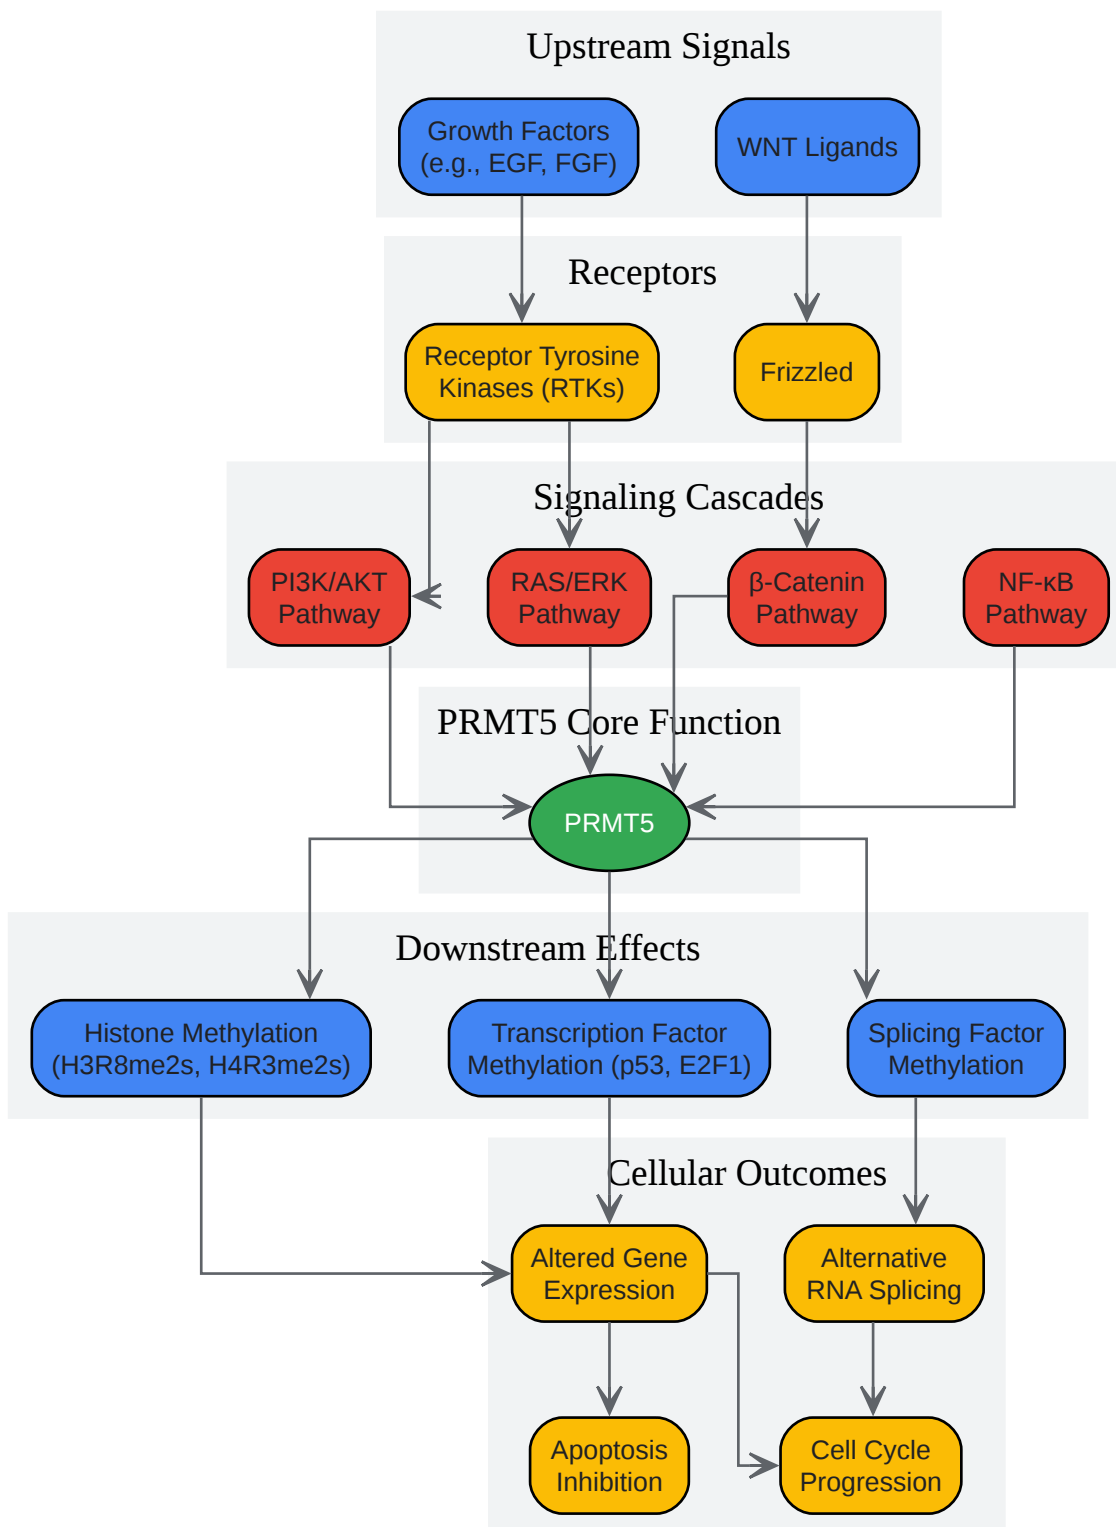 Upstream Signals
Growth Factors
(e.g., EGF, FGF)
WNT Ligands
Receptors
Receptor Tyrosine
Kinases (RTKs)
Frizzled
Signaling Cascades
PI3K/AKT
Pathway
RAS/ERK
Pathway
β-Catenin
Pathway
NF-κB
Pathway
PRMT5 Core Function
PRMT5
Downstream Effects
Histone Methylation
(H3R8me2s, H4R3me2s)
Transcription Factor
Methylation (p53, E2F1)
Splicing Factor
Methylation
Cellular Outcomes
Altered Gene
Expression
Alternative
RNA Splicing
Apoptosis
Inhibition
Cell Cycle
Progression